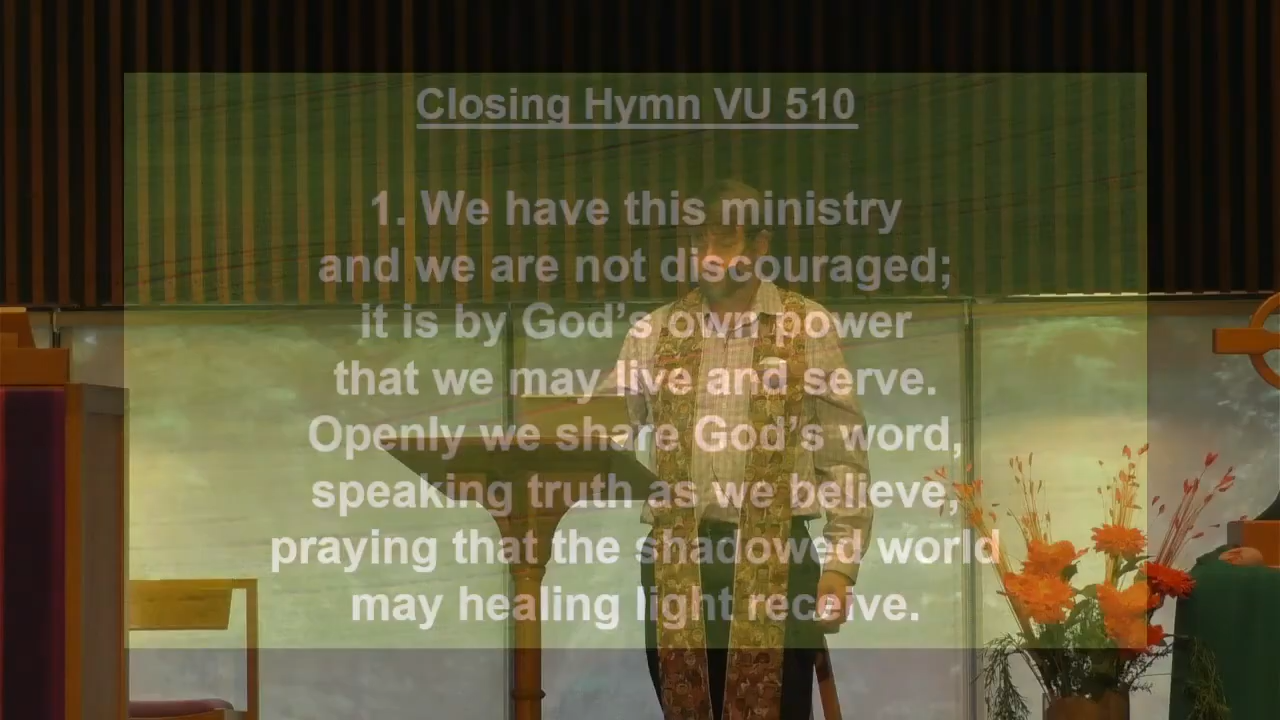 Closing Hymn VU 510
1. We have this ministry
and we are not discouraged;
it is by God’s own power
that we may live and serve.
Openly we share God’s word,
speaking truth as we believe,
praying that the shadowed world
may healing light receive.